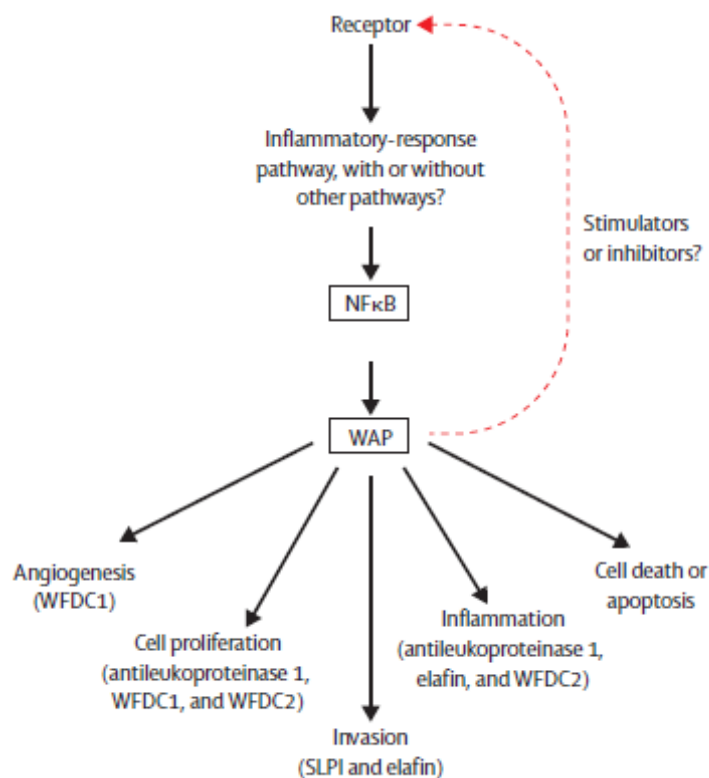 Receptor
Inflammatory-response
pathway, with or without
other pathways?
Stimulators
or inhibitors?
NFκB
WAP
Angiogenesis
(WFDC1)
Cell proliferation
(antileukoproteinase 1,
WFDC1, and WFDC2)
Invasion
(SLPI and elafin)
Inflammation
(antileukoproteinase 1,
elafin, and WFDC2)
Cell death or
apoptosis